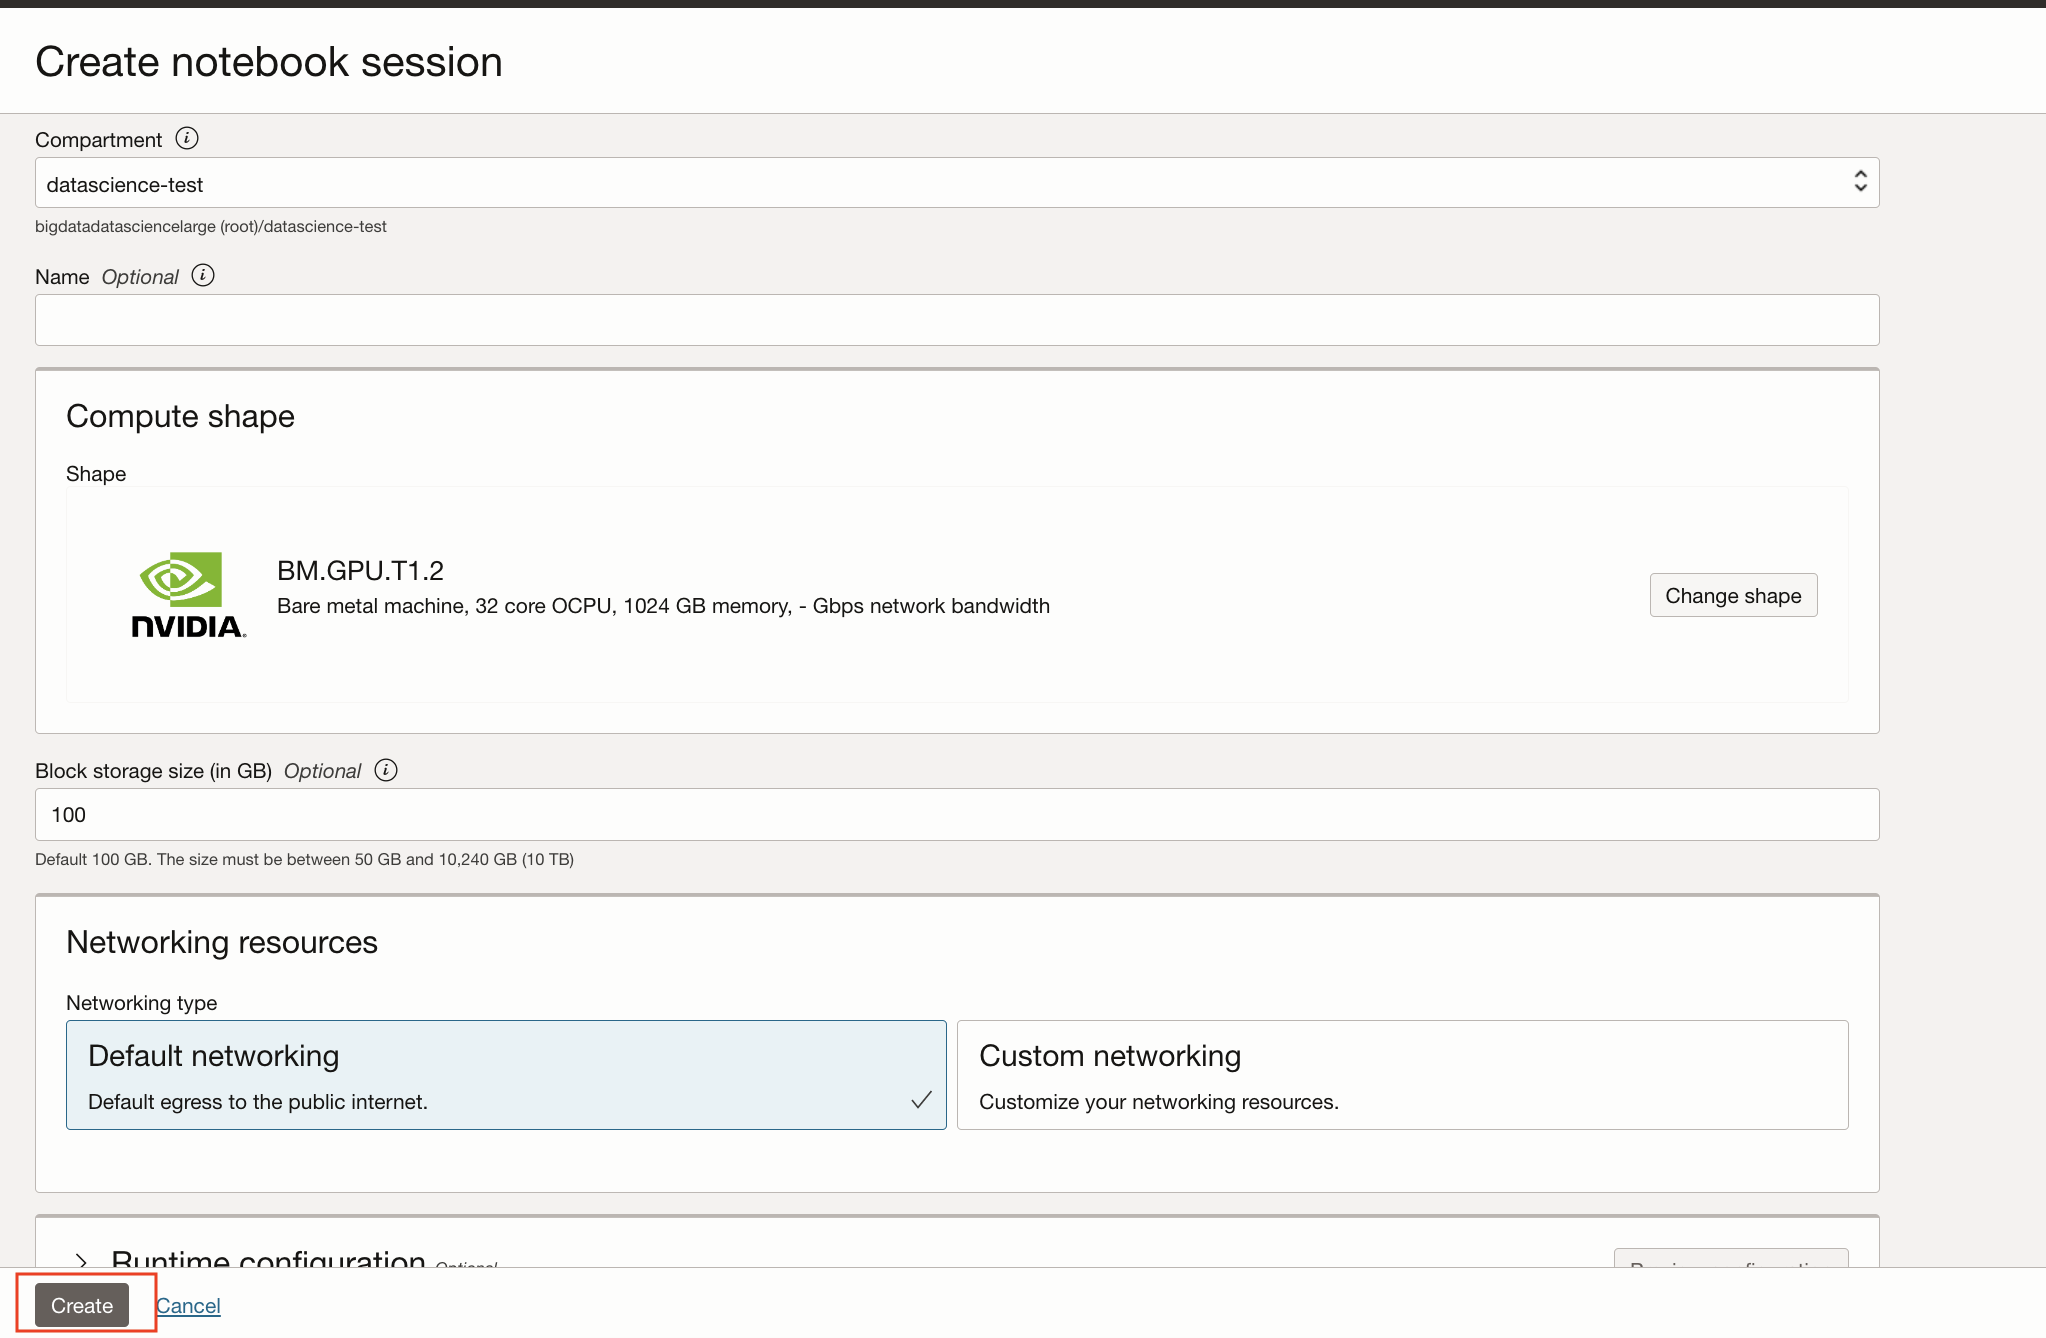 Create notebook session
Compartment
datascience-test
bigdatadatasciencelarge (root)/datascience-test
Name Optional
Compute shape
Shape
NVIDIA
BM.GPU.T1.2
Bare metal machine, 32 core OCPU, 1024 GB memory, - Gbps network bandwidth
Change shape
Block storage size (in GB) Optional
100
Default 100 GB. The size must be between 50 GB and 10,240 GB (10 TB)
Networking resources
Networking type
Default networking
Default egress to the public internet.
Custom networking
Customize your networking resources.
Runtime configuration Optional
Create
Cancel